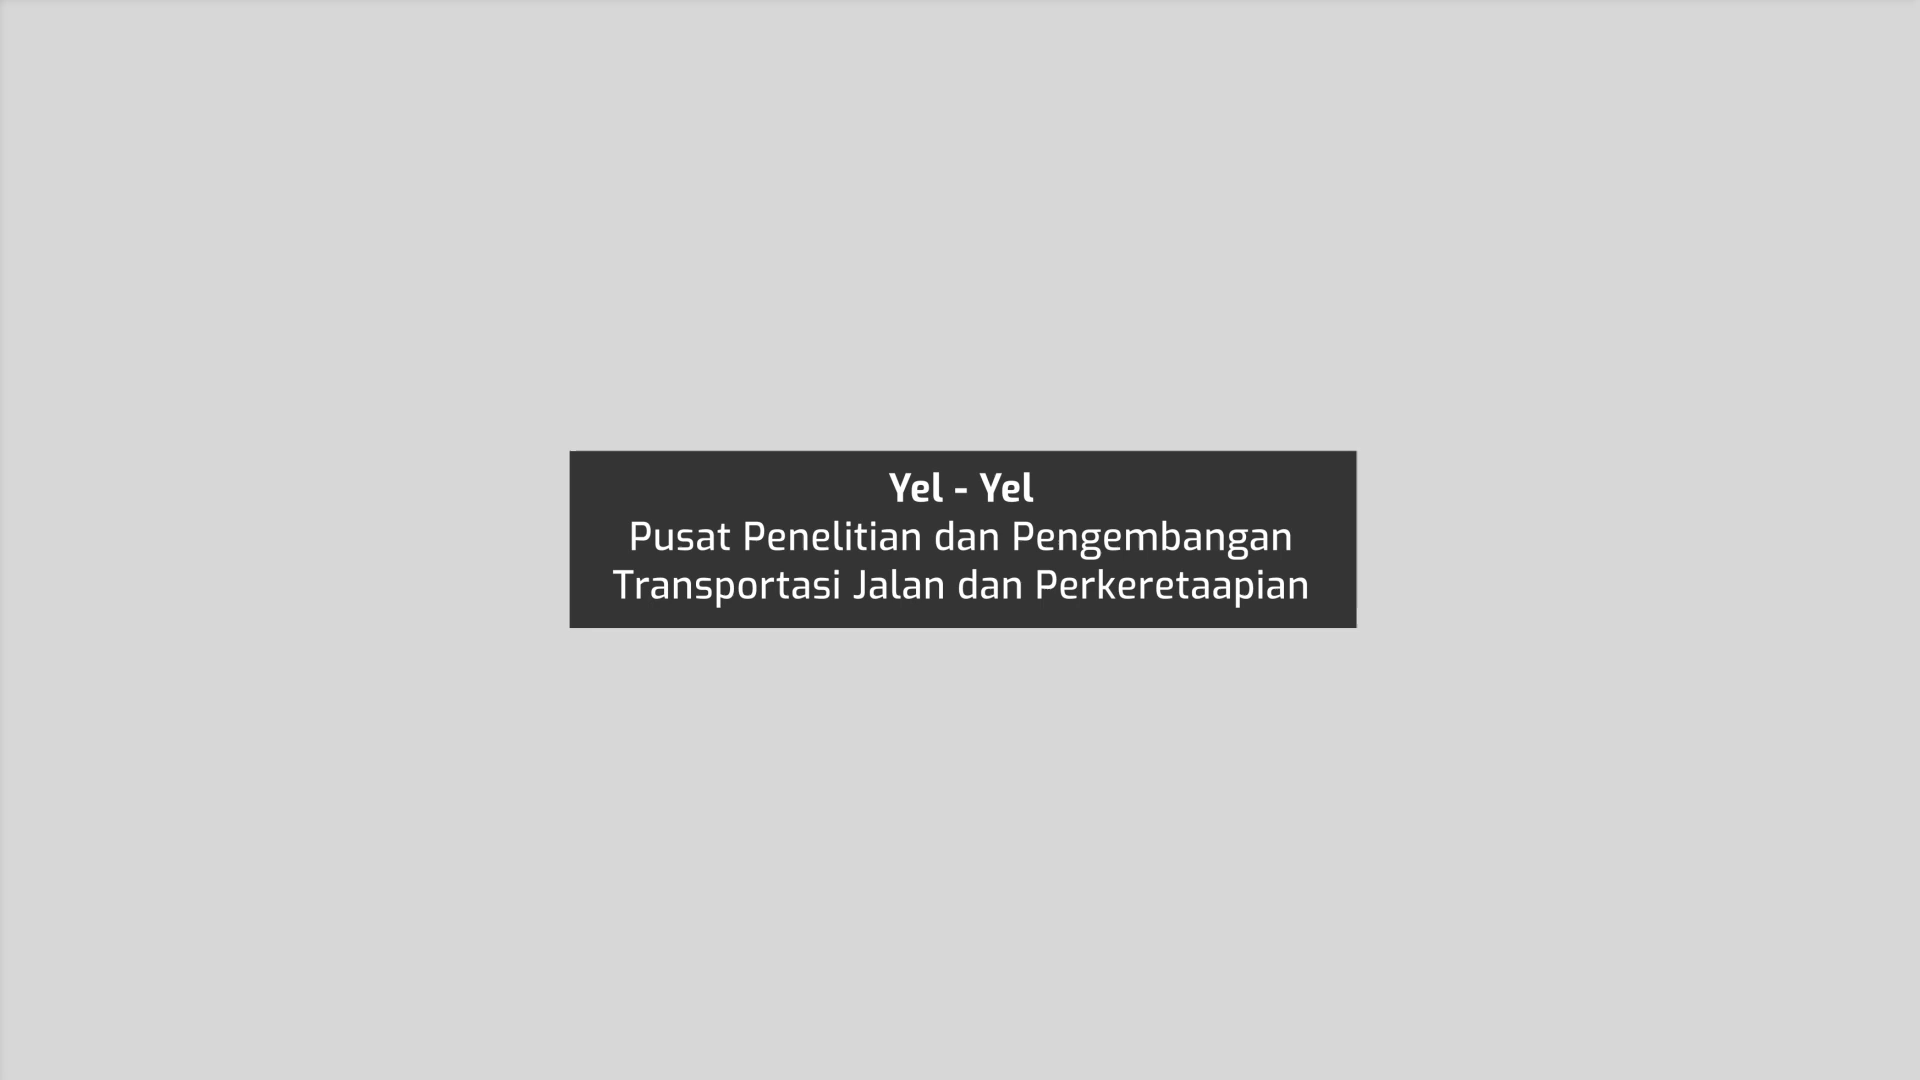 Yel - Yel
Pusat Penelitian dan Pengembangan
Transportasi Jalan dan Perkeretaapian